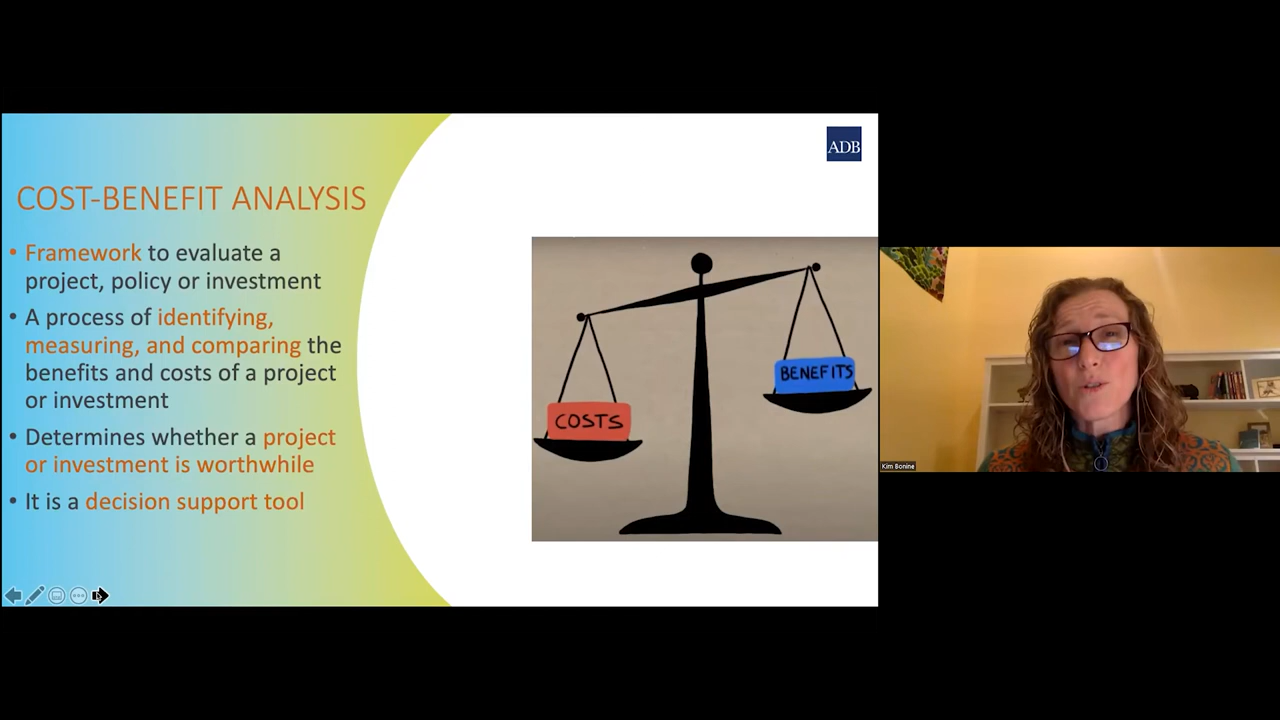 ADB
COST-BENEFIT ANALYSIS
• Framework to evaluate a
project, policy or investment
• A process of identifying,
measuring, and comparing the
benefits and costs of a project
or investment
• Determines whether a project
or investment is worthwhile
• It is a decision support tool
COSTS
BENEFITS
Kim Bonine